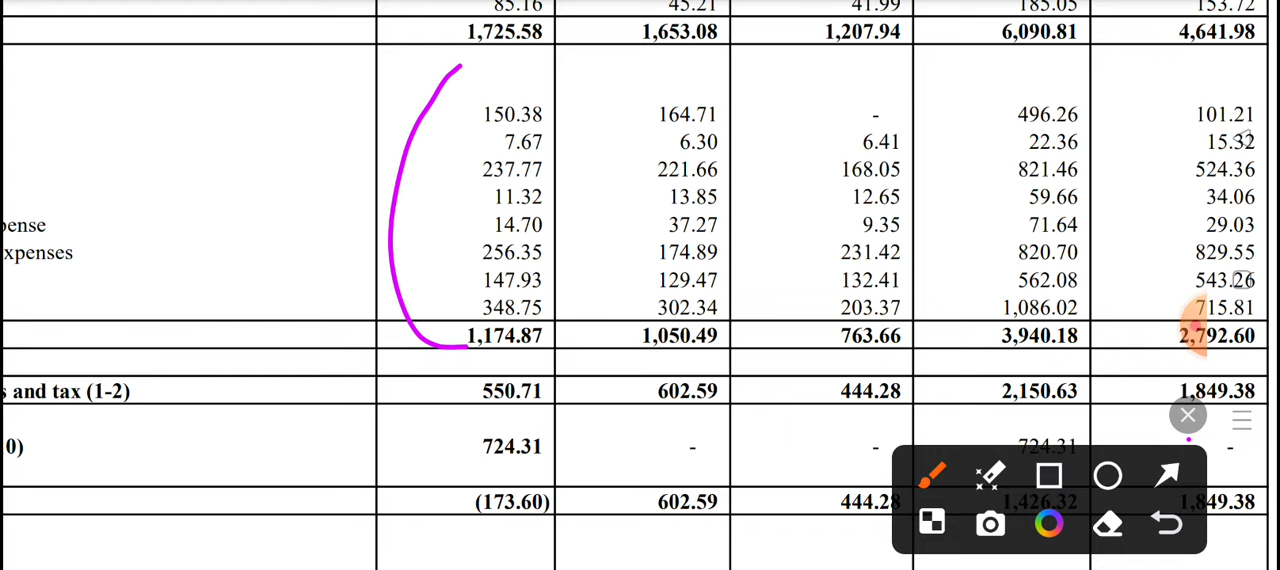 85.16 45.21 41.99 185.05 153.72
1,725.58 1,653.08 1,207.94 6,090.81 4,641.98
150.38 164.71 - 496.26 101.21
7.67 6.30 6.41 22.36 15.32
237.77 221.66 168.05 821.46 524.36
11.32 13.85 12.65 59.66 34.06
pense 14.70 37.27 9.35 71.64 29.03
xpenses 256.35 174.89 231.42 820.70 829.55
147.93 129.47 132.41 562.08 543.26
348.75 302.34 203.37 1,086.02 715.81
1,174.87 1,050.49 763.66 3,940.18 2,792.60
s and tax (1-2) 550.71 602.59 444.28 2,150.63 1,849.38
0) 724.31 - - 724.31 -
(173.60) 602.59 444.28 1,426.32 1,849.38